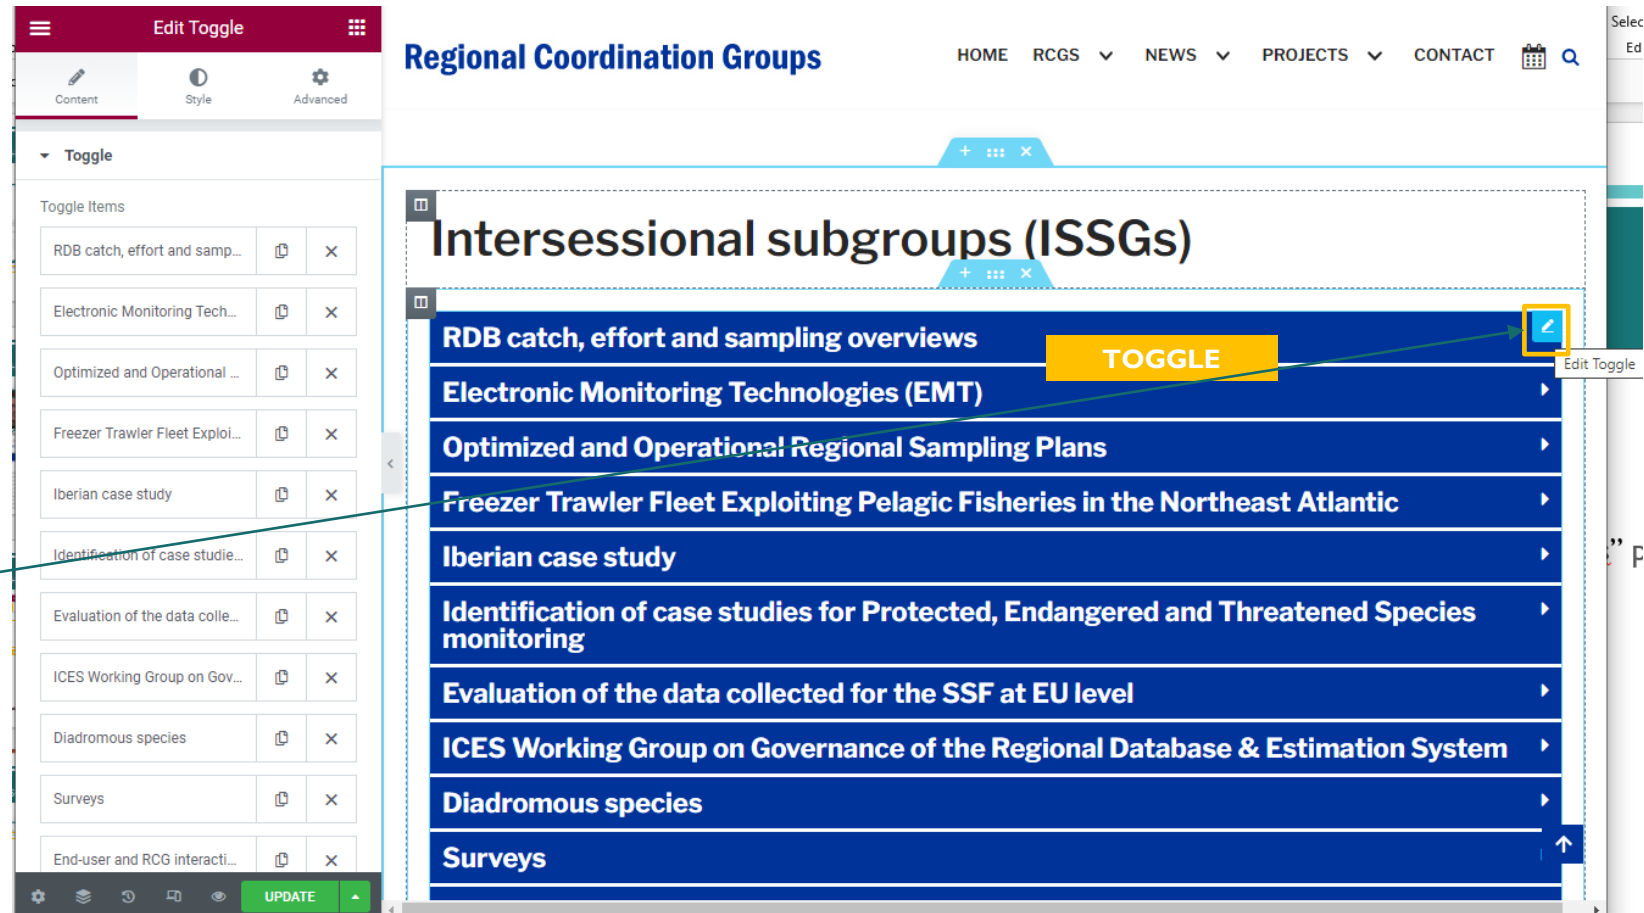 Edit Toggle
Content
Style
Advanced
Toggle
Toggle Items
RDB catch, effort and samp...
Electronic Monitoring Tech...
Optimized and Operational ...
Freezer Trawler Fleet Exploi...
Iberian case study
Identification of case studie...
Evaluation of the data colle...
ICES Working Group on Gov...
Diadromous species
Surveys
End-user and RCG interacti...
UPDATE
Regional Coordination Groups
HOME RCGS NEWS PROJECTS CONTACT
Intersessional subgroups (ISSGs)
RDB catch, effort and sampling overviews
TOGGLE
Edit Toggle
Electronic Monitoring Technologies (EMT)
Optimized and Operational Regional Sampling Plans
Freezer Trawler Fleet Exploiting Pelagic Fisheries in the Northeast Atlantic
Iberian case study
Identification of case studies for Protected, Endangered and Threatened Species
monitoring
Evaluation of the data collected for the SSF at EU level
ICES Working Group on Governance of the Regional Database & Estimation System
Diadromous species
Surveys
Selec
Ed
” p